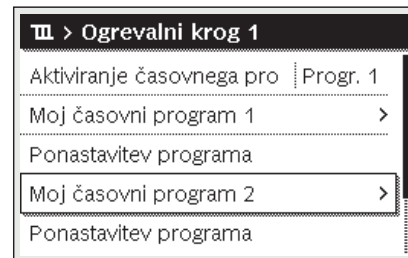 > Ogrevalni krog 1
Aktiviranje časovnega pro Progr. 1
Moj časovni program 1 >
Ponastavitev programa
Moj časovni program 2 >
Ponastavitev programa